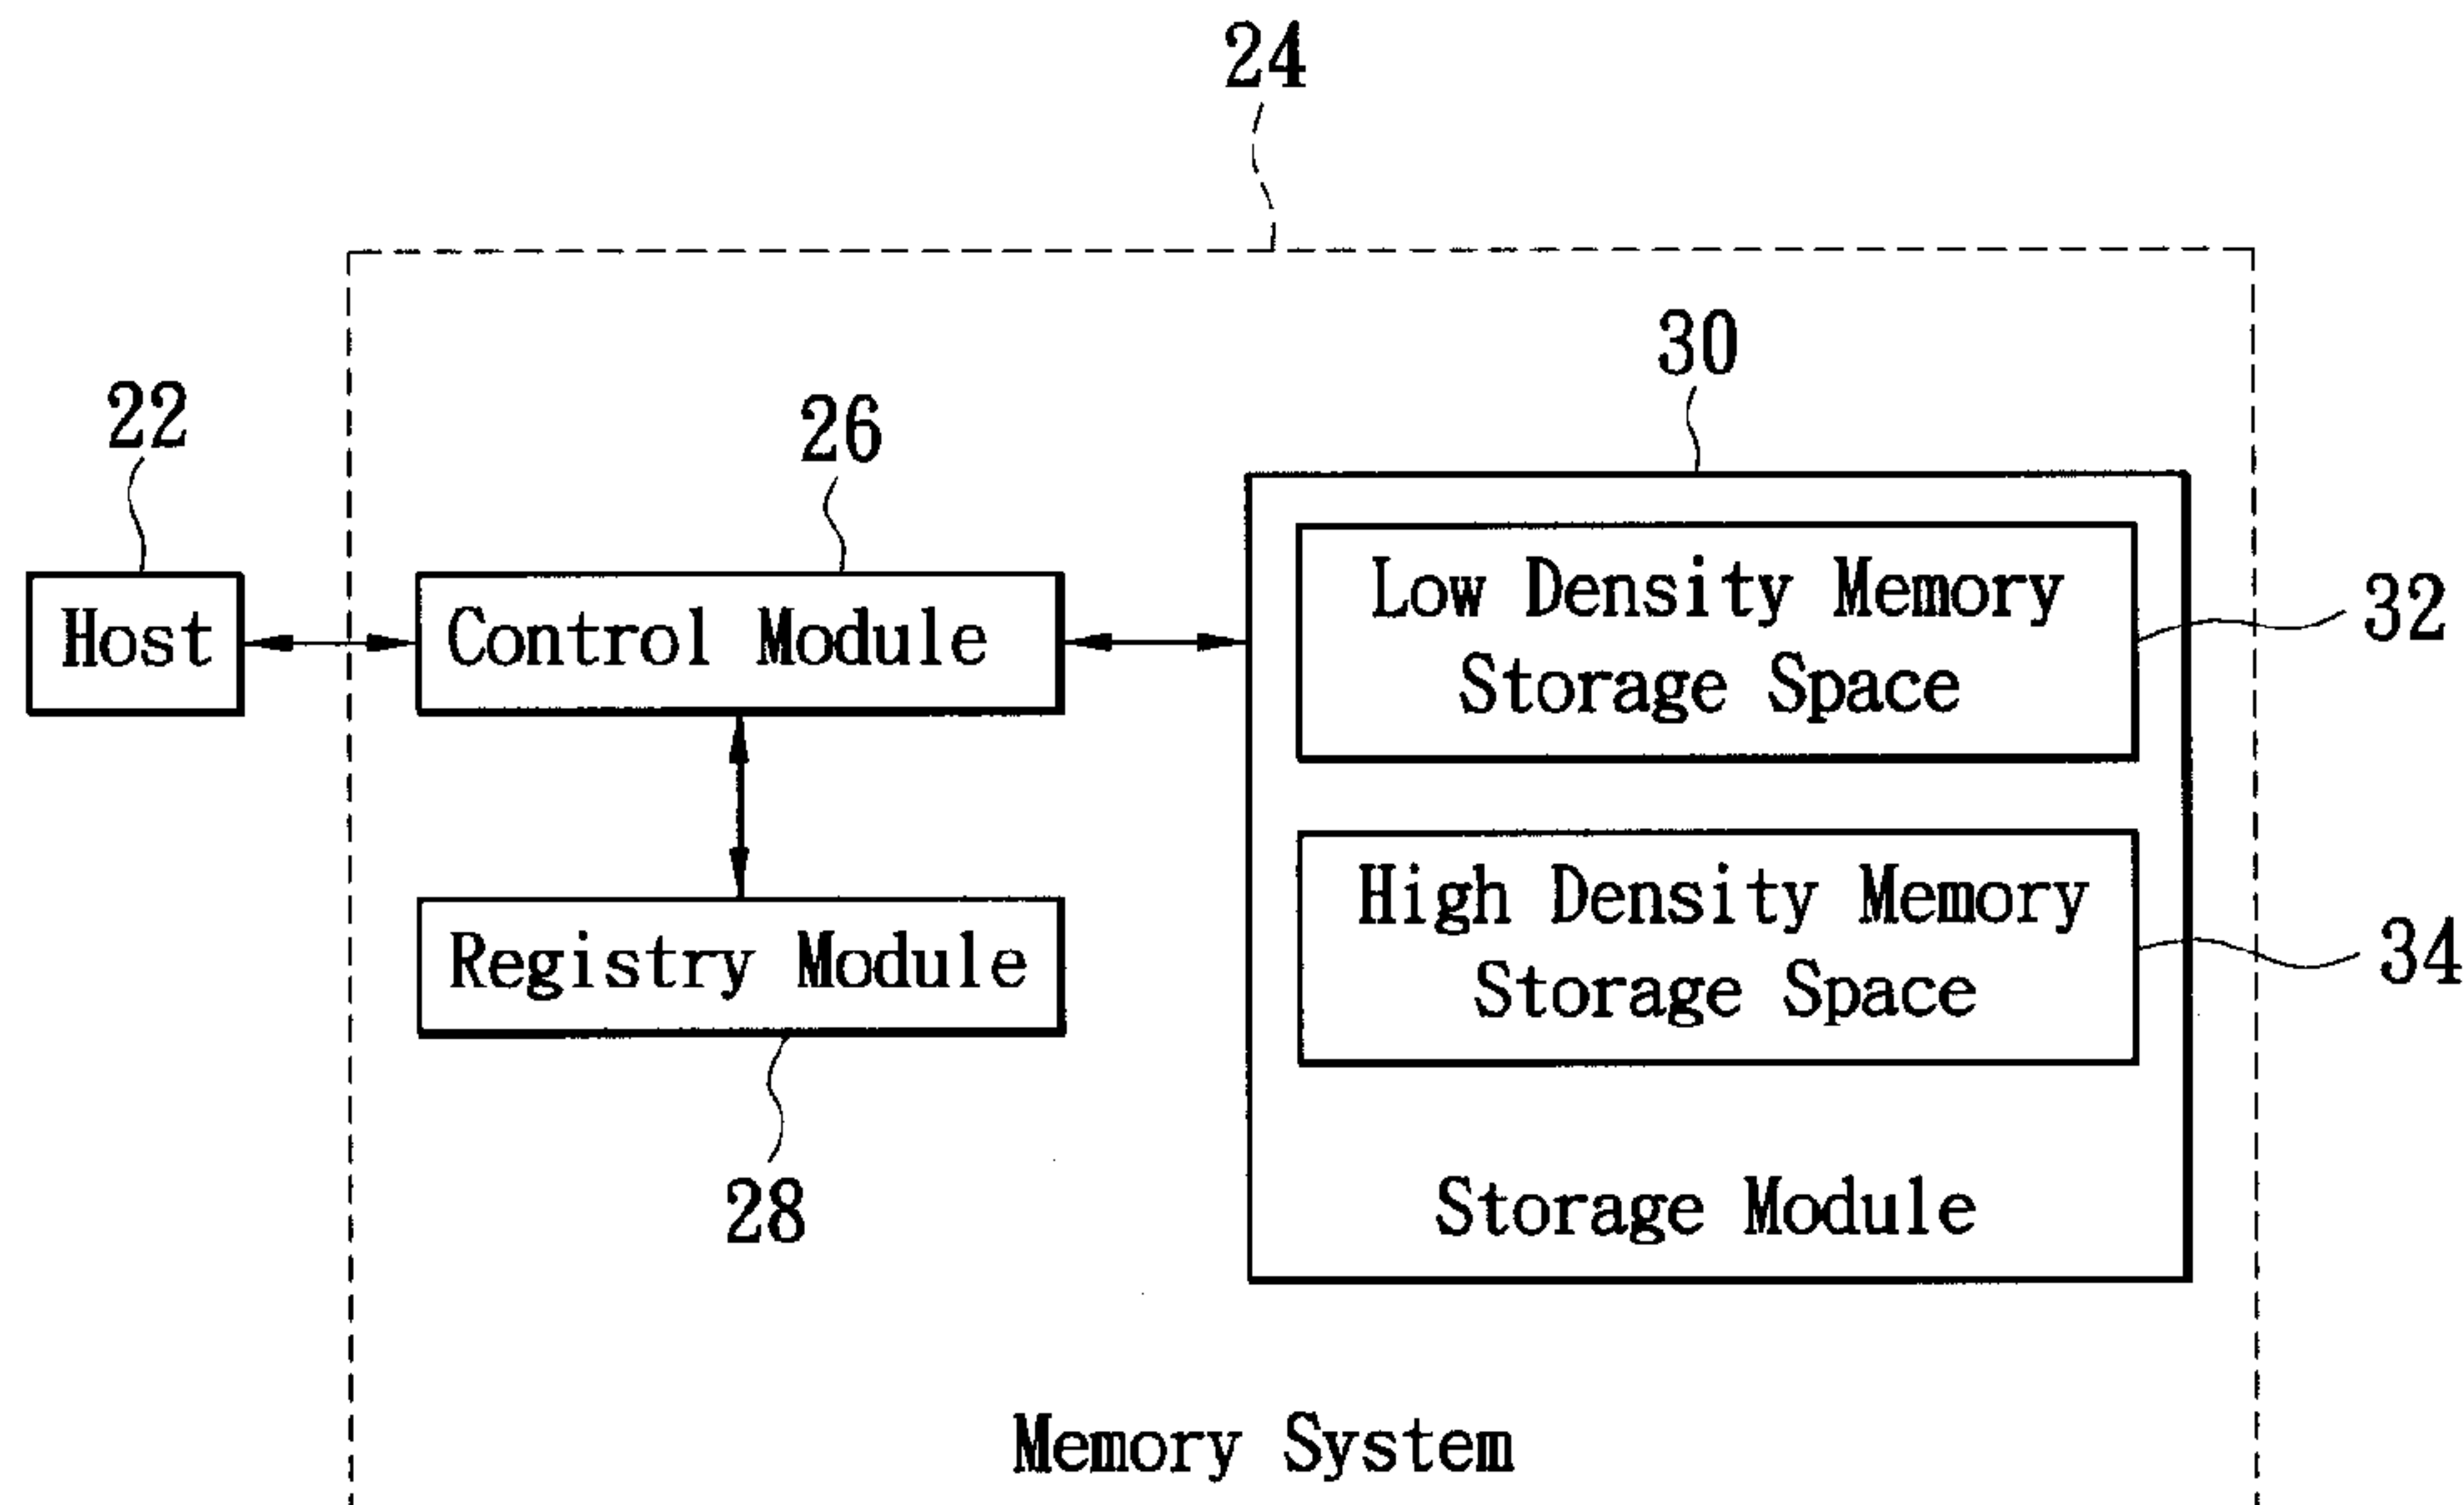 24
30
22
26
Host
Control Module
Low Density Memory
Storage Space
32
Registry Module
High Density Memory
Storage Space
34
28
Storage Module
Memory System